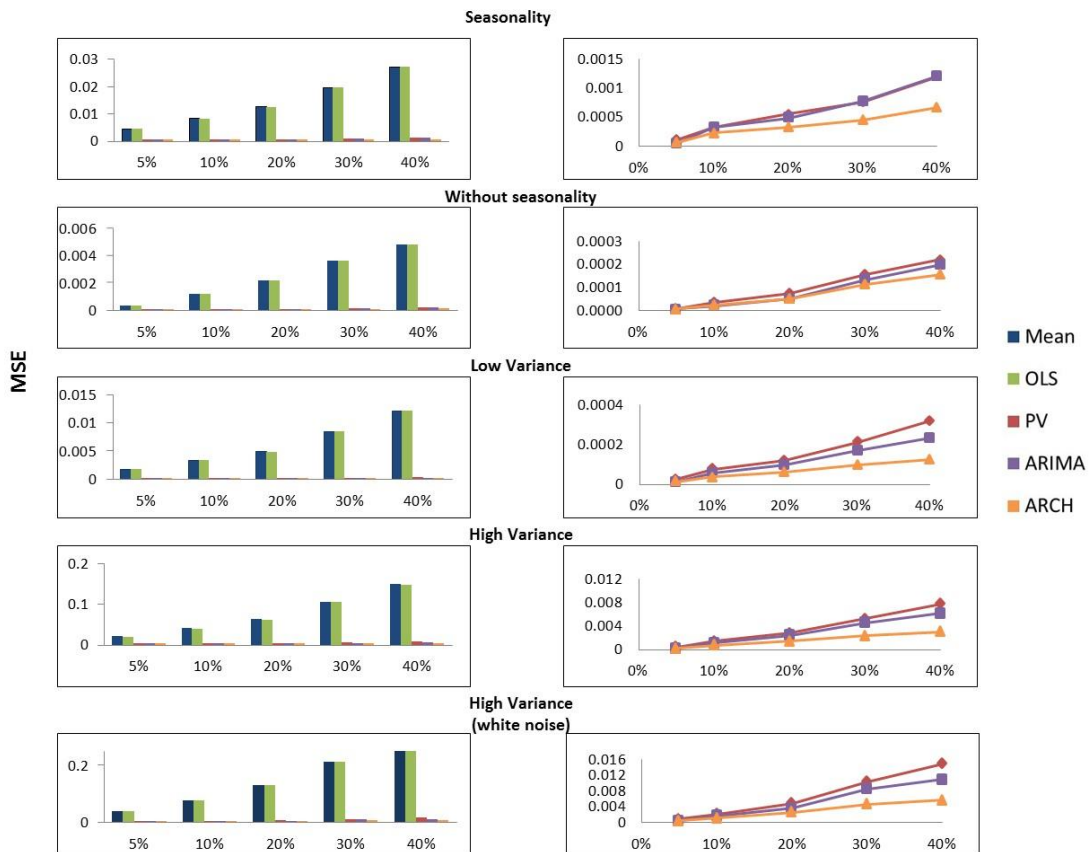 Seasonality
0.03
0.02
0.01
0
5% 10% 20% 30% 40%
0.0015
0.001
0.0005
0
0% 10% 20% 30% 40%
Without seasonality
0.006
0.004
0.002
0
5% 10% 20% 30% 40%
0.0003
0.0002
0.0001
0.0000
0% 10% 20% 30% 40%
MSE
Low Variance
0.015
0.01
0.005
0
5% 10% 20% 30% 40%
0.0004
0.0002
0
0% 10% 20% 30% 40%
High Variance
0.2
0.1
0
5% 10% 20% 30% 40%
0.012
0.008
0.004
0
0% 10% 20% 30% 40%
High Variance
(white noise)
0.2
0
5% 10% 20% 30% 40%
0.016
0.012
0.008
0.004
0
0% 10% 20% 30% 40%
Mean
OLS
PV
ARIMA
ARCH